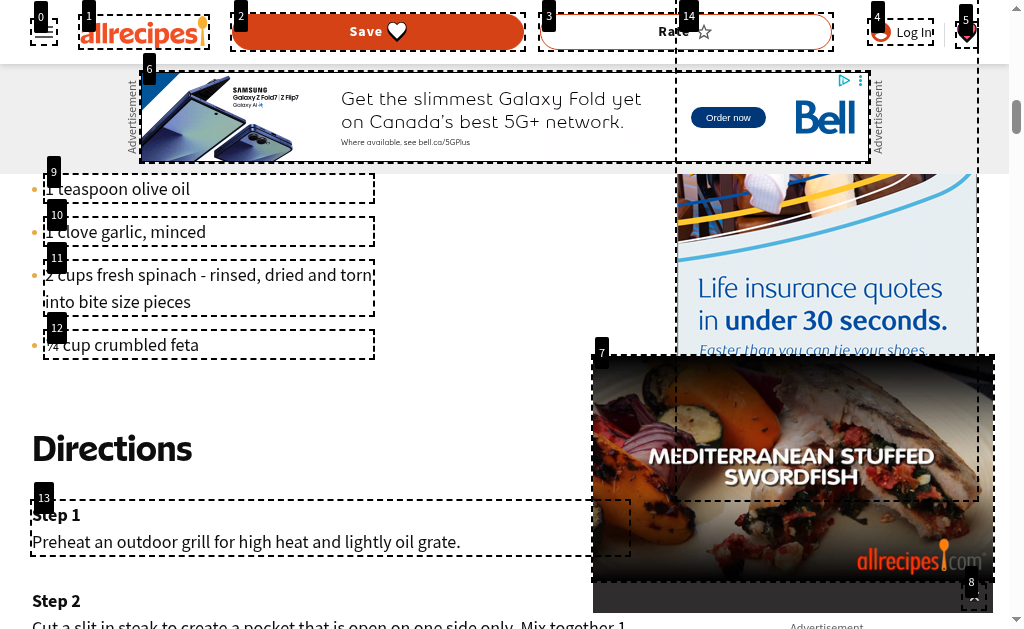 0
1
2
3
14
4
5
allrecipes
Save
Rate
Log In
6
Advertisement
SAMSUNG
Galaxy Z Fold7 | Z Flip7
Galaxy AI
Get the slimmest Galaxy Fold yet
on Canada's best 5G+ network.
Where available, see bell.ca/5GPlus
Order now
Bell
Advertisement
9
1 teaspoon olive oil
10
1 clove garlic, minced
11
2 cups fresh spinach - rinsed, dried and torn
into bite size pieces
12
¼ cup crumbled feta
Life insurance quotes
in under 30 seconds.
Faster than you can tie your shoes.
7
MEDITERRANEAN STUFFED
SWORDFISH
allrecipes.com
8
Directions
13
Step 1
Preheat an outdoor grill for high heat and lightly oil grate.
Step 2
Cut a slit in steak to create a pocket that is open on one side only. Mix together 1
Advertisement